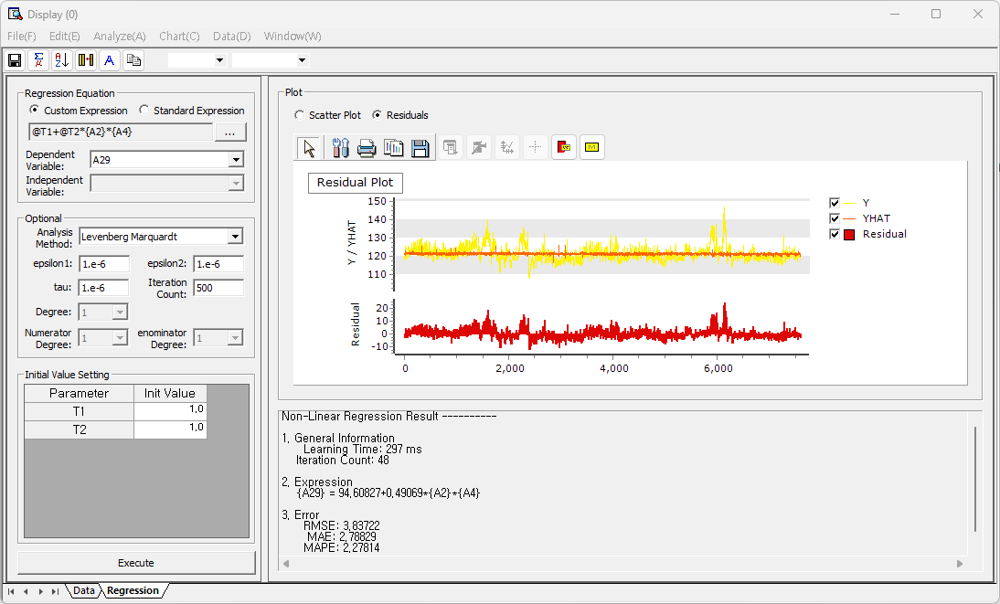 Display (0)
File(F) Edit(E) Analyze(A) Chart(C) Data(D) Window(W)
Regression Equation
Custom Expression Standard Expression
@T1+@T2*{A2}*{A4} ...
Dependent Variable: A29
Independent Variable:
Optional
Analysis Method: Levenberg Marquardt
epsilon1: 1.e-6 epsilon2: 1.e-6
tau: 1.e-6 Iteration Count: 500
Degree: 1
Numerator Degree: 1 enominator Degree: 1
Initial Value Setting
Parameter Init Value
T1 1.0
T2 1.0
Execute
Plot
Scatter Plot Residuals
Residual Plot
Y / YHAT
150
140
130
120
110
Residual
20
10
0
-10
0 2,000 4,000 6,000
Y
YHAT
Residual
Non-Linear Regression Result ----------
1. General Information
Learning Time: 297 ms
Iteration Count: 48
2. Expression
{A29} = 94.60827+0.49069*{A2}*{A4}
3. Error
RMSE: 3.83722
MAE: 2.78829
MAPE: 2.27814
Data Regression